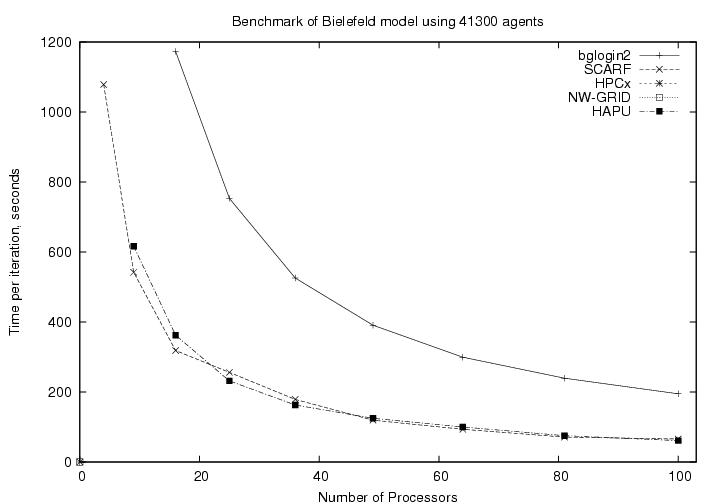 Benchmark of Bielefeld model using 41300 agents
1200
1000
800
600
400
200
0
Time per iteration, seconds
bglogin2
SCARF
HPCx
NW-GRID
HAPU
0 20 40 60 80 100
Number of Processors